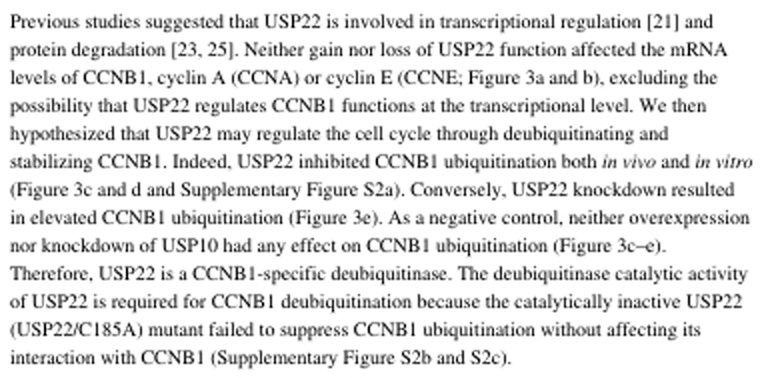 Previous studies suggested that USP22 is involved in transcriptional regulation [21] and
protein degradation [23, 25]. Neither gain nor loss of USP22 function affected the mRNA
levels of CCNB1, cyclin A (CCNA) or cyclin E (CCNE; Figure 3a and b), excluding the
possibility that USP22 regulates CCNB1 functions at the transcriptional level. We then
hypothesized that USP22 may regulate the cell cycle through deubiquitinating and
stabilizing CCNB1. Indeed, USP22 inhibited CCNB1 ubiquitination both in vivo and in vitro
(Figure 3c and d and Supplementary Figure S2a). Conversely, USP22 knockdown resulted
in elevated CCNB1 ubiquitination (Figure 3e). As a negative control, neither overexpression
nor knockdown of USP10 had any effect on CCNB1 ubiquitination (Figure 3c–e).
Therefore, USP22 is a CCNB1-specific deubiquitinase. The deubiquitinase catalytic activity
of USP22 is required for CCNB1 deubiquitination because the catalytically inactive USP22
(USP22/C185A) mutant failed to suppress CCNB1 ubiquitination without affecting its
interaction with CCNB1 (Supplementary Figure S2b and S2c).